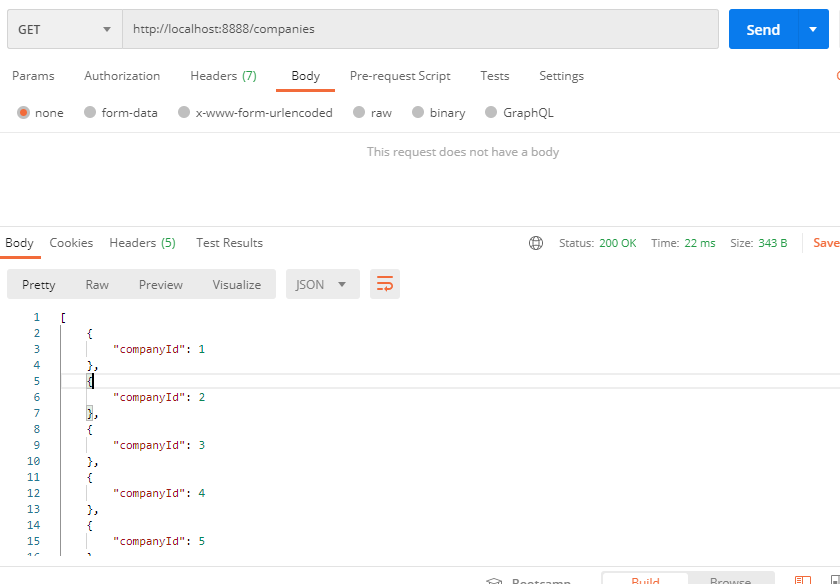 GET http://localhost:8888/companies Send
Params Authorization Headers (7) Body Pre-request Script Tests Settings
none form-data x-www-form-urlencoded raw binary GraphQL
This request does not have a body
Body Cookies Headers (5) Test Results Status: 200 OK Time: 22 ms Size: 343 B Save
Pretty Raw Preview Visualize JSON
1 [
2 {
3 "companyId": 1
4 },
5 {
6 "companyId": 2
7 },
8 {
9 "companyId": 3
10 },
11 {
12 "companyId": 4
13 },
14 {
15 "companyId": 5
16 }
Bootcamp Build Browse